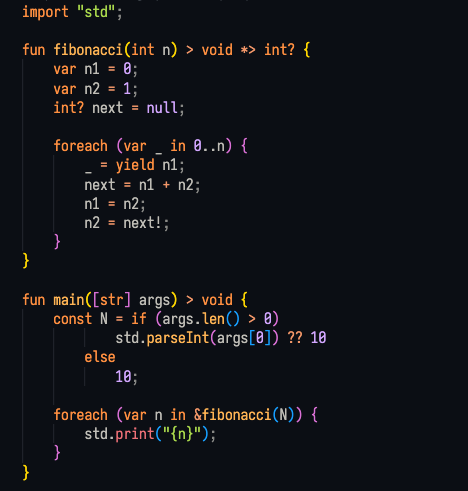 import "std";
fun fibonacci(int n) > void *> int? {
    var n1 = 0;
    var n2 = 1;
    int? next = null;
    foreach (var _ in 0..n) {
        _ = yield n1;
        next = n1 + n2;
        n1 = n2;
        n2 = next!;
    }
}
fun main([str] args) > void {
    const N = if (args.len() > 0)
            std.parseInt(args[0]) ?? 10
        else
            10;
    foreach (var n in &fibonacci(N)) {
        std.print("{n}");
    }
}